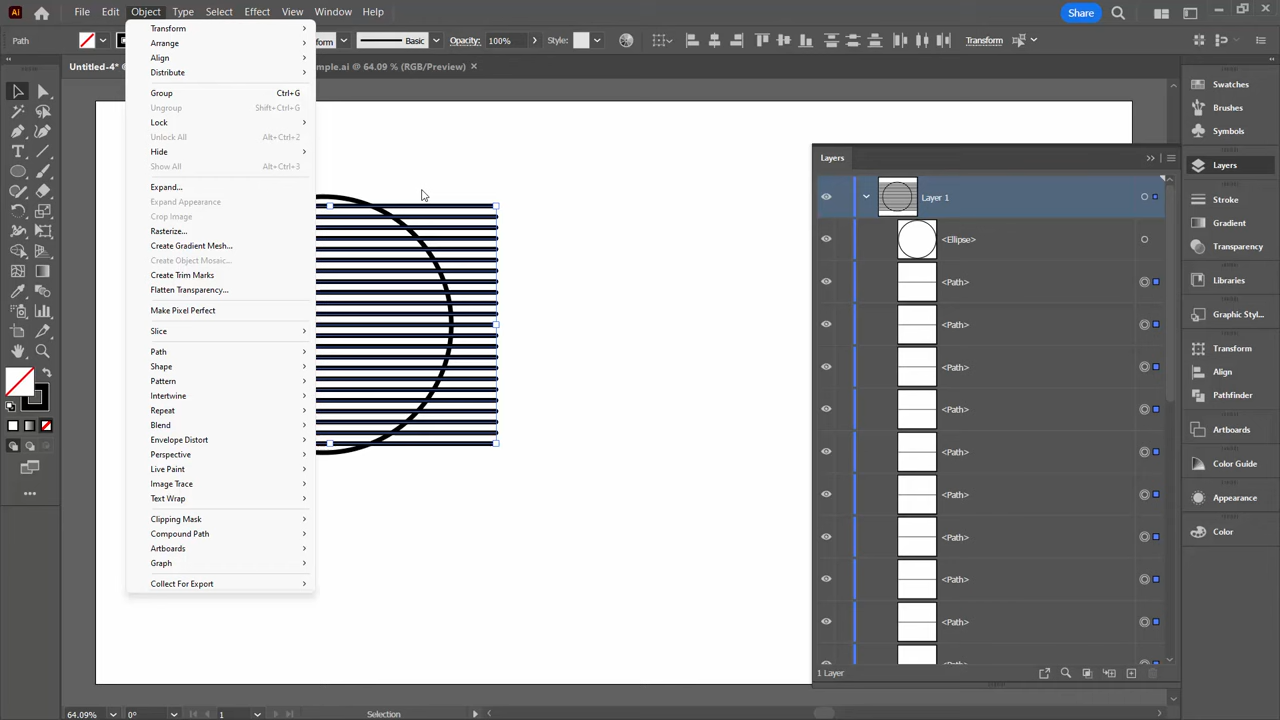 Ai File Edit Object Type Select Effect View Window Help Share
Path form Basic Opacity: 100% Style: Transform
Untitled-4* mple.ai @ 64.09 % (RGB/Preview) ×
Transform
Arrange
Align
Distribute
Group Ctrl+G
Ungroup Shift+Ctrl+G
Lock
Unlock All Alt+Ctrl+2
Hide
Show All Alt+Ctrl+3
Expand...
Expand Appearance
Crop Image
Rasterize...
Create Gradient Mesh...
Create Object Mosaic...
Create Trim Marks
Flatten Transparency...
Make Pixel Perfect
Slice
Path
Shape
Pattern
Intertwine
Repeat
Blend
Envelope Distort
Perspective
Live Paint
Image Trace
Text Wrap
Clipping Mask
Compound Path
Artboards
Graph
Collect For Export
Layers
Layer 1
<Ellipse>
<Path>
<Path>
<Path>
<Path>
<Path>
<Path>
<Path>
<Path>
<Path>
<Path>
1 Layer
Swatches
Brushes
Symbols
Layers
Stroke
Gradient
Transparency
Libraries
Graphic Styl...
Transform
Align
Pathfinder
Artboards
Color Guide
Appearance
Color
64.09% 0° 1 Selection